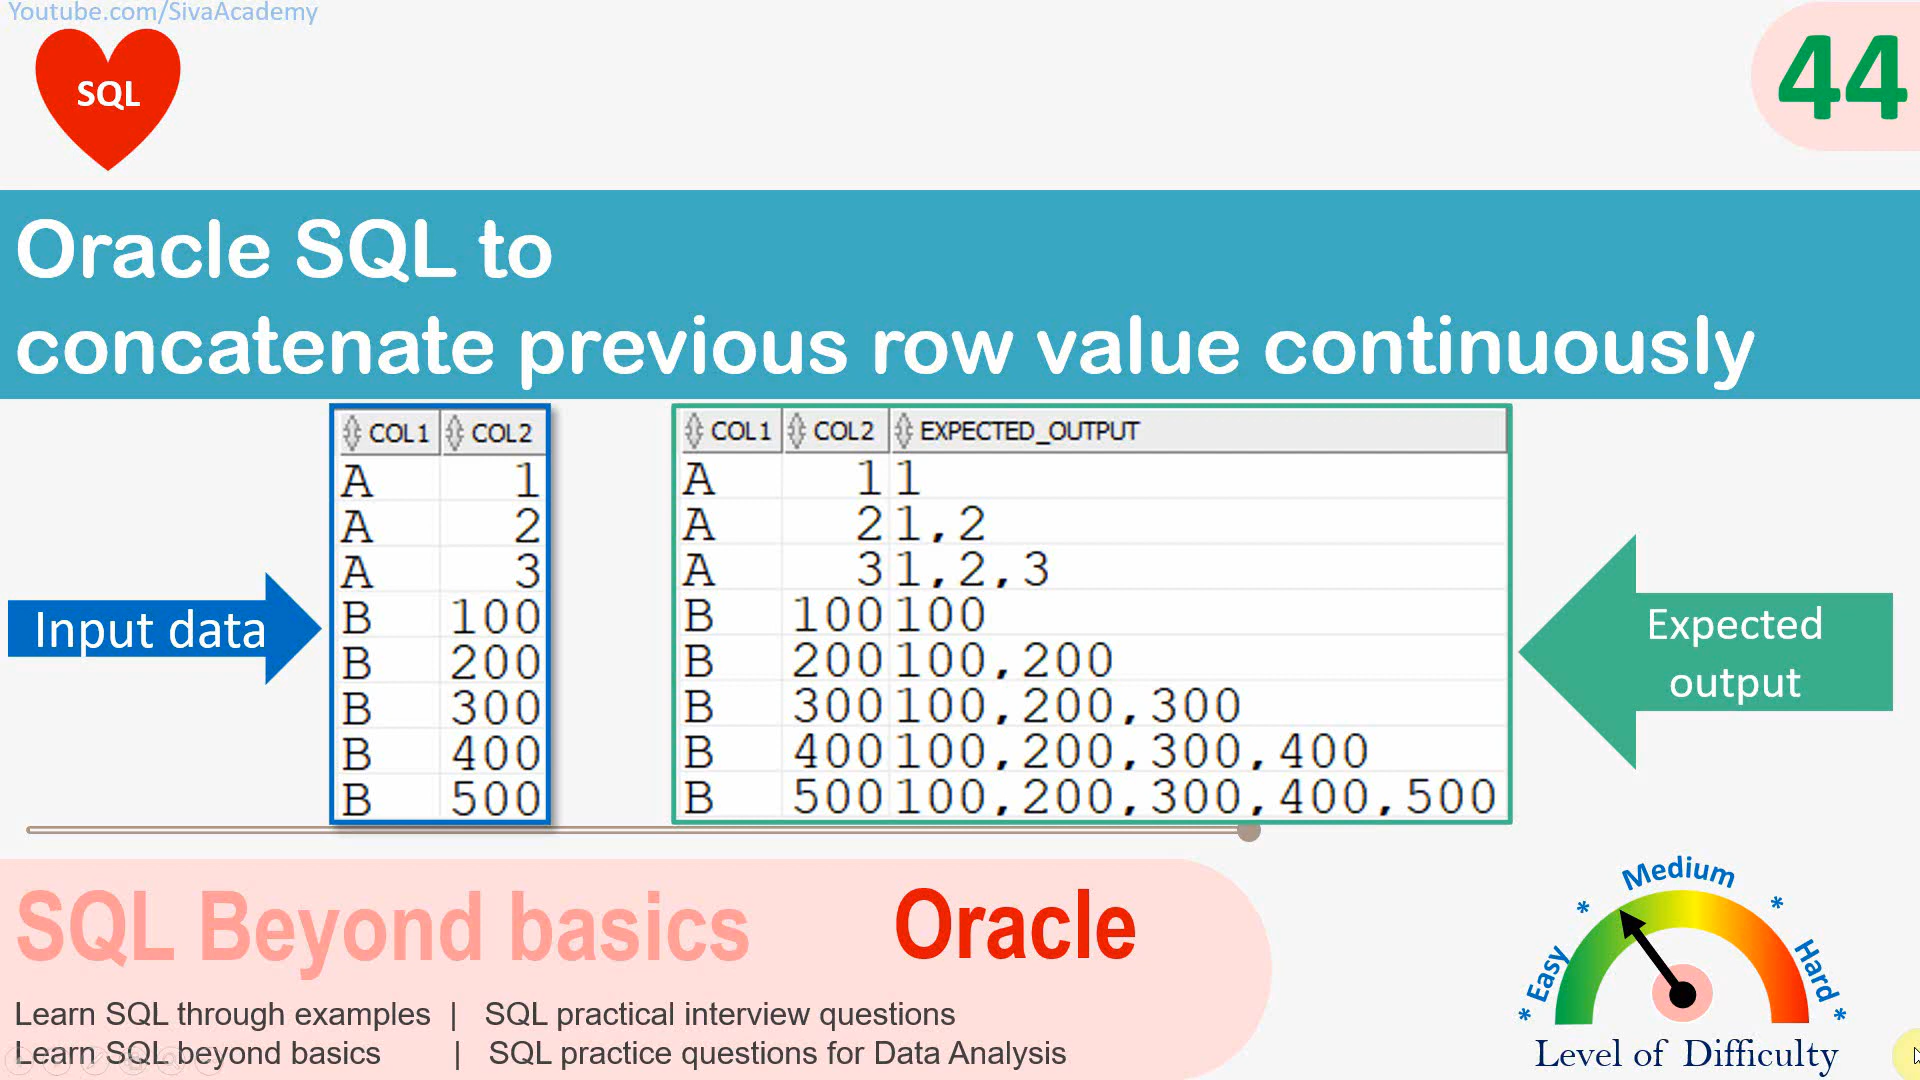 Youtube.com/SivaAcademy
SQL
44
Oracle SQL to
concatenate previous row value continuously
Input data
COL1 COL2
A 1
A 2
A 3
B 100
B 200
B 300
B 400
B 500
COL1 COL2 EXPECTED_OUTPUT
A 1 1
A 2 1,2
A 3 1,2,3
B 100 100
B 200 100,200
B 300 100,200,300
B 400 100,200,300,400
B 500 100,200,300,400,500
Expected
output
SQL Beyond basics Oracle
Learn SQL through examples | SQL practical interview questions
Learn SQL beyond basics | SQL practice questions for Data Analysis
* Easy * Medium * Hard *
Level of Difficulty